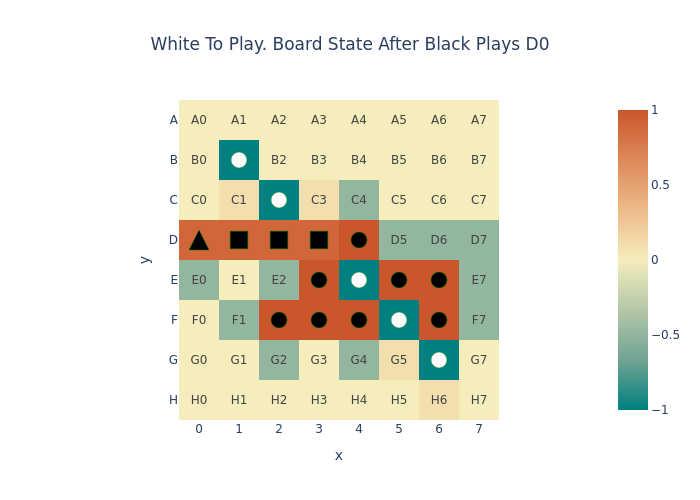 White To Play. Board State After Black Plays D0
A A0 A1 A2 A3 A4 A5 A6 A7 1
B B0 B2 B3 B4 B5 B6 B7
C C0 C1 C3 C4 C5 C6 C7 0.5
D D5 D6 D7
y 0
E E0 E1 E2 E7
F F0 F1 F7 −0.5
G G0 G1 G2 G3 G4 G5 G7
H H0 H1 H2 H3 H4 H5 H6 H7 −1
0 1 2 3 4 5 6 7
x